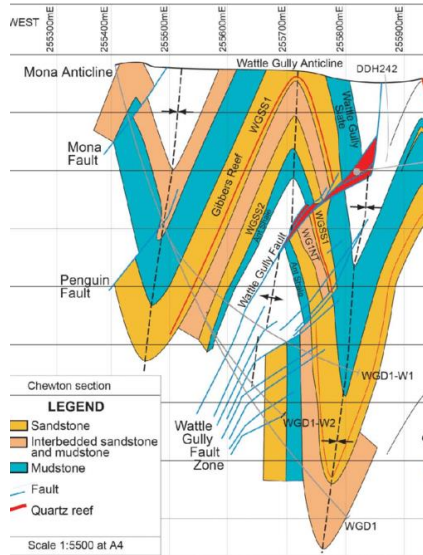 WEST
255300mE
255400mE
255500mE
255600mE
255700mE
255800mE
255900mE
Mona Anticline
Wattle Gully Anticline
DDH242
Mona
Fault
Gibbers Reef
WGSS1
Wattle Gully
Slate
WGSS2
WGSS1
WG1NT
Wattle Gully Fault
Penguin
Fault
WGD1-W1
WGD1-W2
WGD1
Wattle
Gully
Fault
Zone
Chewton section
LEGEND
Sandstone
Interbedded sandstone
and mudstone
Mudstone
Fault
Quartz reef
Scale 1:5500 at A4